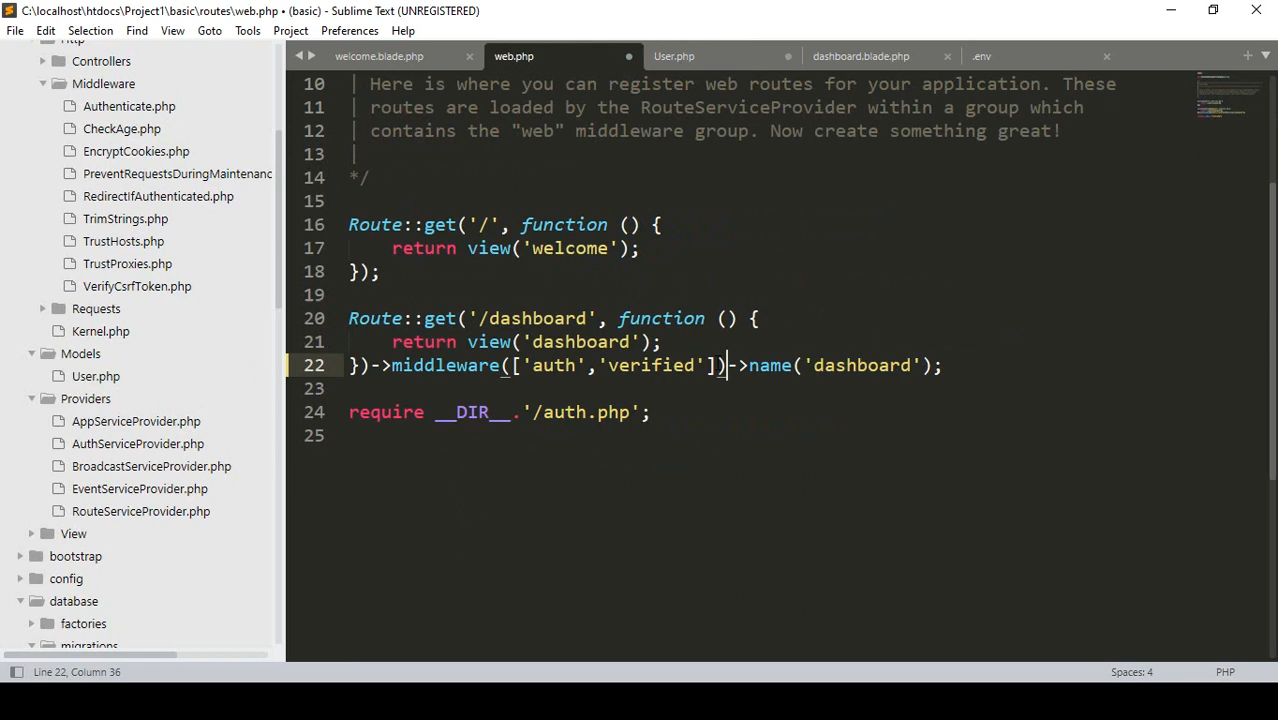 C:\localhost\htdocs\Project1\basic\routes\web.php • (basic) - Sublime Text (UNREGISTERED)
File Edit Selection Find View Goto Tools Project Preferences Help
welcome.blade.php web.php User.php dashboard.blade.php .env
Controllers
Middleware
Authenticate.php
CheckAge.php
EncryptCookies.php
PreventRequestsDuringMaintenanc
RedirectIfAuthenticated.php
TrimStrings.php
TrustHosts.php
TrustProxies.php
VerifyCsrfToken.php
Requests
Kernel.php
Models
User.php
Providers
AppServiceProvider.php
AuthServiceProvider.php
BroadcastServiceProvider.php
EventServiceProvider.php
RouteServiceProvider.php
View
bootstrap
config
database
factories
migrations
10 | Here is where you can register web routes for your application. These
11 | routes are loaded by the RouteServiceProvider within a group which
12 | contains the "web" middleware group. Now create something great!
13 |
14 */
15
16 Route::get('/', function () {
17 return view('welcome');
18 });
19
20 Route::get('/dashboard', function () {
21 return view('dashboard');
22 })->middleware(['auth','verified'])->name('dashboard');
23
24 require __DIR__.'/auth.php';
25
Line 22, Column 36 Spaces: 4 PHP